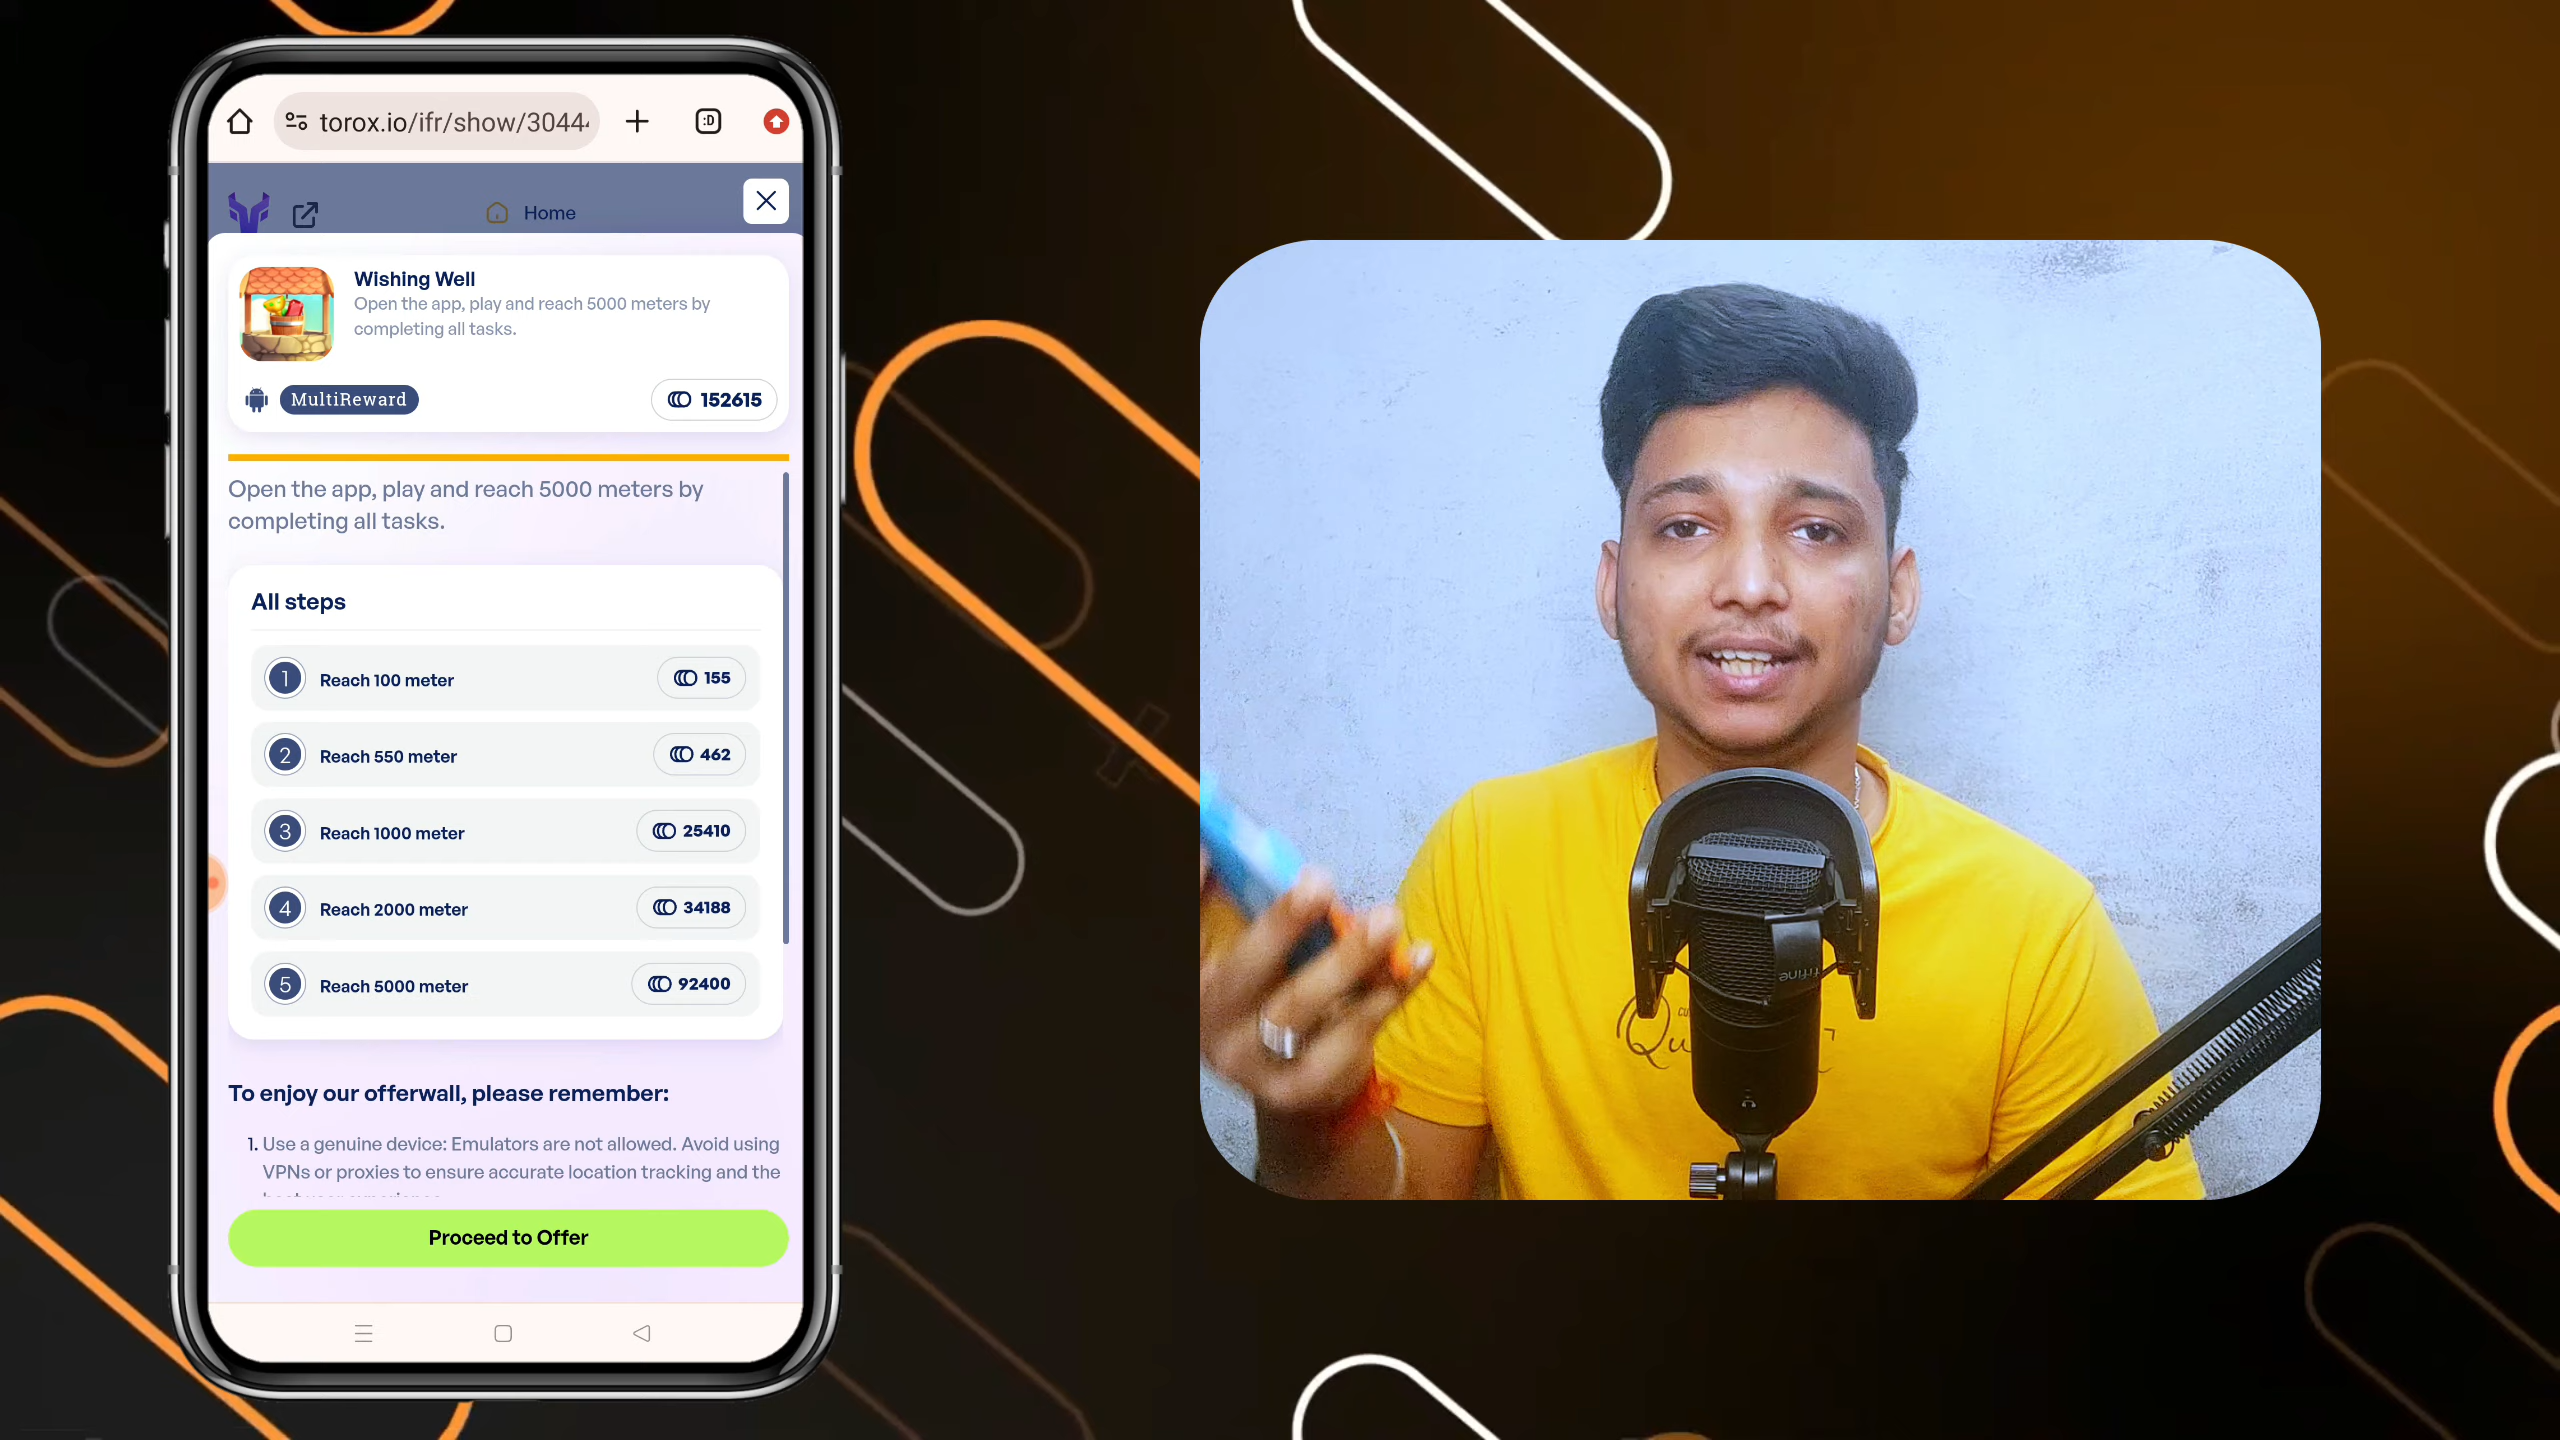 torox.io/ifr/show/3044
:D
Home
Wishing Well
Open the app, play and reach 5000 meters by
completing all tasks.
MultiReward
152615
Open the app, play and reach 5000 meters by
completing all tasks.
All steps
1 Reach 100 meter 155
2 Reach 550 meter 462
3 Reach 1000 meter 25410
4 Reach 2000 meter 34188
5 Reach 5000 meter 92400
To enjoy our offerwall, please remember:
1. Use a genuine device: Emulators are not allowed. Avoid using
VPNs or proxies to ensure accurate location tracking and the
Proceed to Offer
fifine
Qu